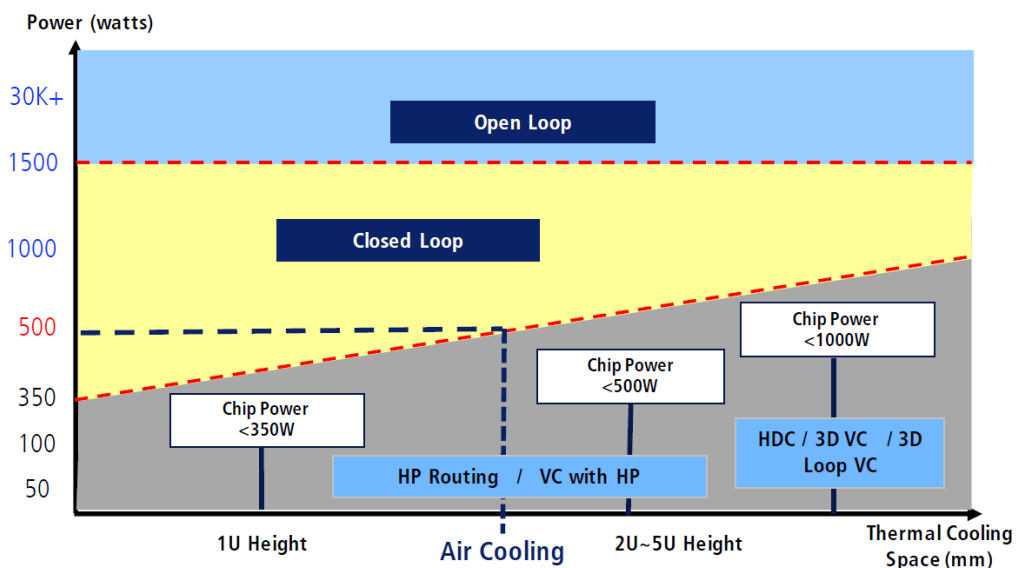 Power (watts)
30K+
Open Loop
1500
Closed Loop
1000
500
Chip Power
<1000W
Chip Power
<500W
350
Chip Power
<350W
100
HDC / 3D VC / 3D
Loop VC
HP Routing / VC with HP
50
1U Height
Air Cooling
2U~5U Height
Thermal Cooling
Space (mm)